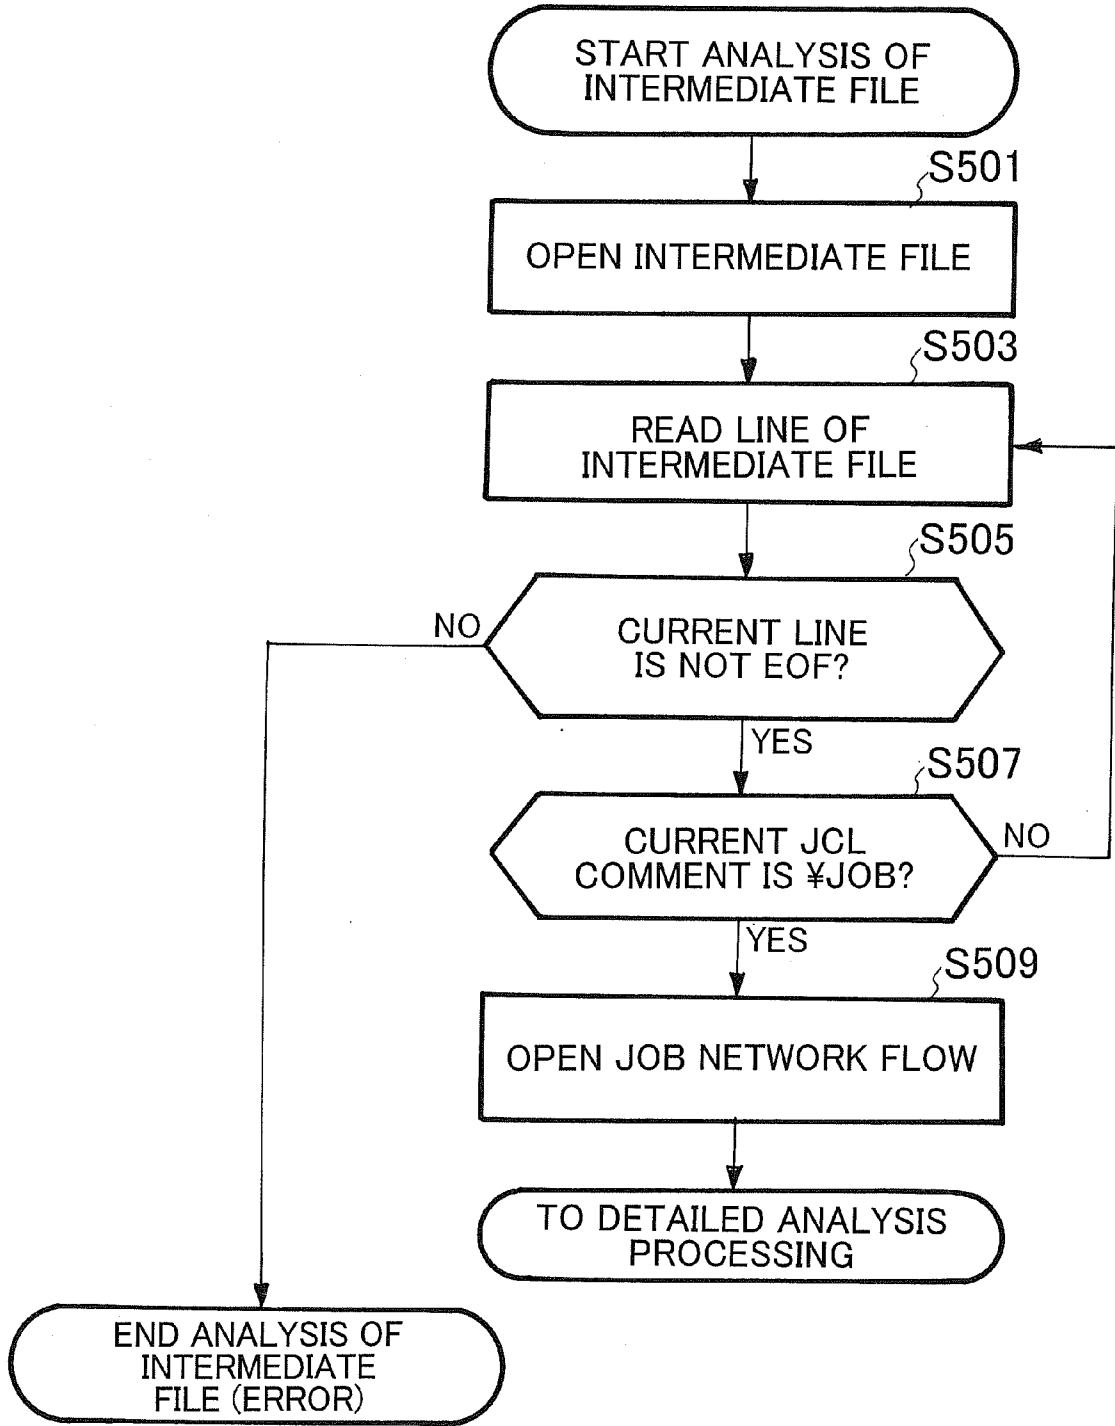 START ANALYSIS OF
INTERMEDIATE FILE
S501
OPEN INTERMEDIATE FILE
S503
READ LINE OF
INTERMEDIATE FILE
S505
NO
CURRENT LINE
IS NOT EOF?
YES
S507
CURRENT JCL
COMMENT IS ¥JOB?
NO
YES
S509
OPEN JOB NETWORK FLOW
TO DETAILED ANALYSIS
PROCESSING
END ANALYSIS OF
INTERMEDIATE
FILE (ERROR)